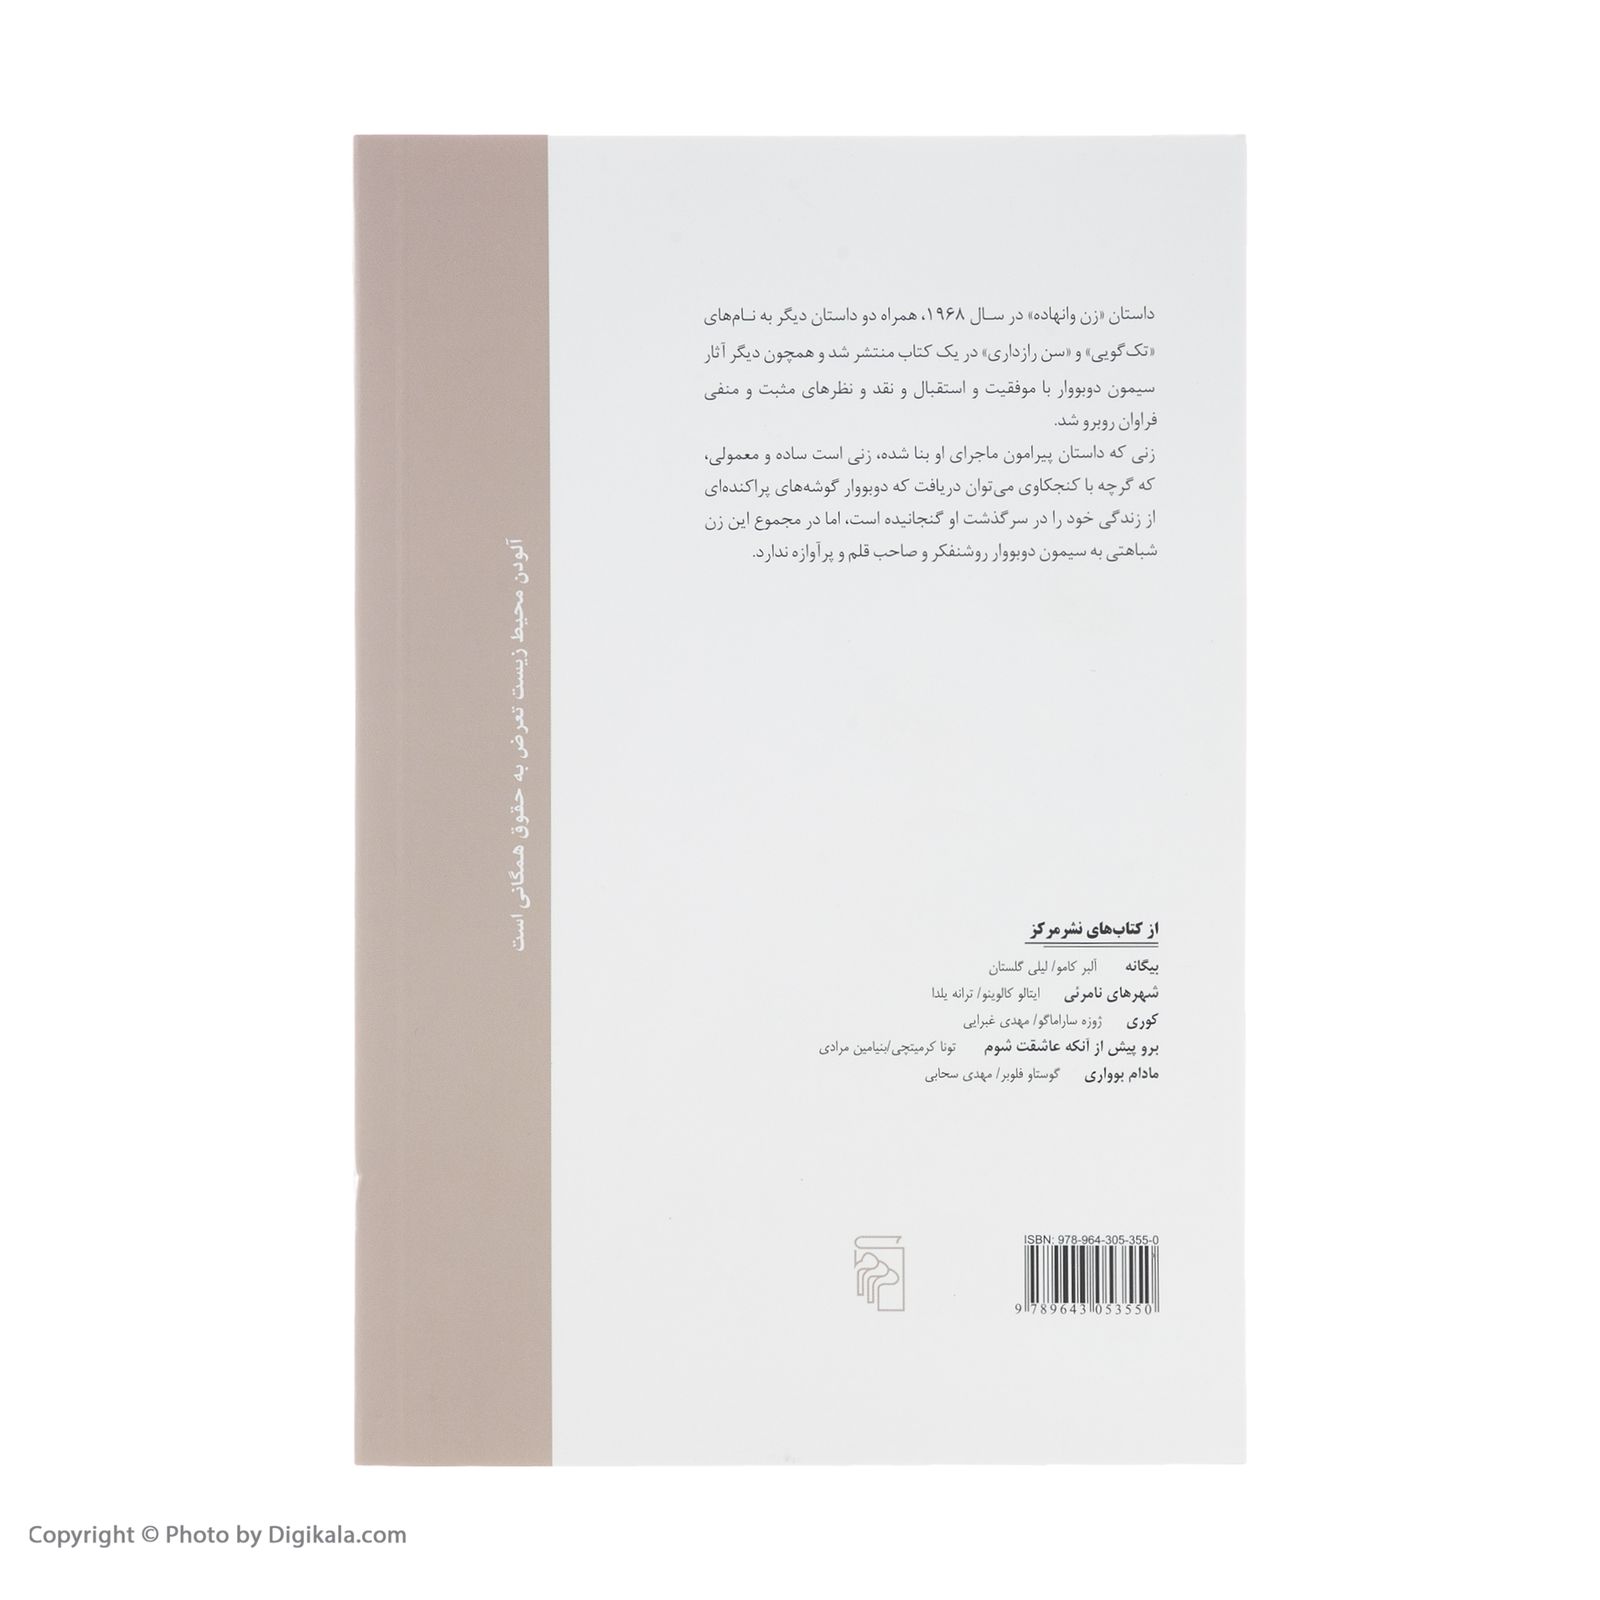 داستان «زن وانهاده» در سـال ۱۹۶۸، همراه دو داستان دیگر به نـام‌های
«تک‌گویی» و «سن رازداری» در یک کتاب منتشر شد و همچون دیگر آثار
سیمون دوبووار با موفقیت و استقبال و نقد و نظرهای مثبت و منفی
فراوان روبرو شد.
زنی که داستان پیرامون ماجرای او بنا شده، زنی است ساده و معمولی،
که گرچه با کنجکاوی می‌توان دریافت که دوبووار گوشه‌های پراکنده‌ای
از زندگی خود را در سرگذشت او گنجانیده است، اما در مجموع این زن
شباهتی به سیمون دوبووار روشنفکر و صاحب قلم و پرآوازه ندارد.
آلودن محیط زیست تعرض به حقوق همگانی است
از کتاب‌های نشرمرکز
بیگانه آلبر کامو/ لیلی گلستان
شهرهای نامرئی ایتالو کالوینو/ ترانه یلدا
کوری ژوزه ساراماگو/ مهدی غبرایی
برو پیش از آنکه عاشقت شوم تونا کرمیتچی/بنیامین مرادی
مادام بوواری گوستاو فلوبر/ مهدی سحابی
ISBN: 978-964-305-355-0
9 789643 053550
Copyright © Photo by Digikala.com